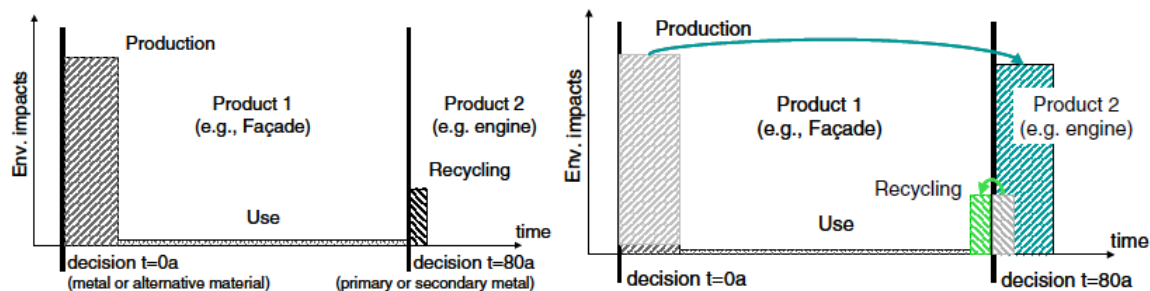 Env. impacts
Production
Product 1
(e.g., Façade)
Product 2
(e.g. engine)
Recycling
Use
time
decision t=0a
(metal or alternative material)
decision t=80a
(primary or secondary metal)
Env. impacts
Production
Product 1
(e.g., Façade)
Product 2
(e.g. engine)
Recycling
Use
time
decision t=0a
decision t=80a